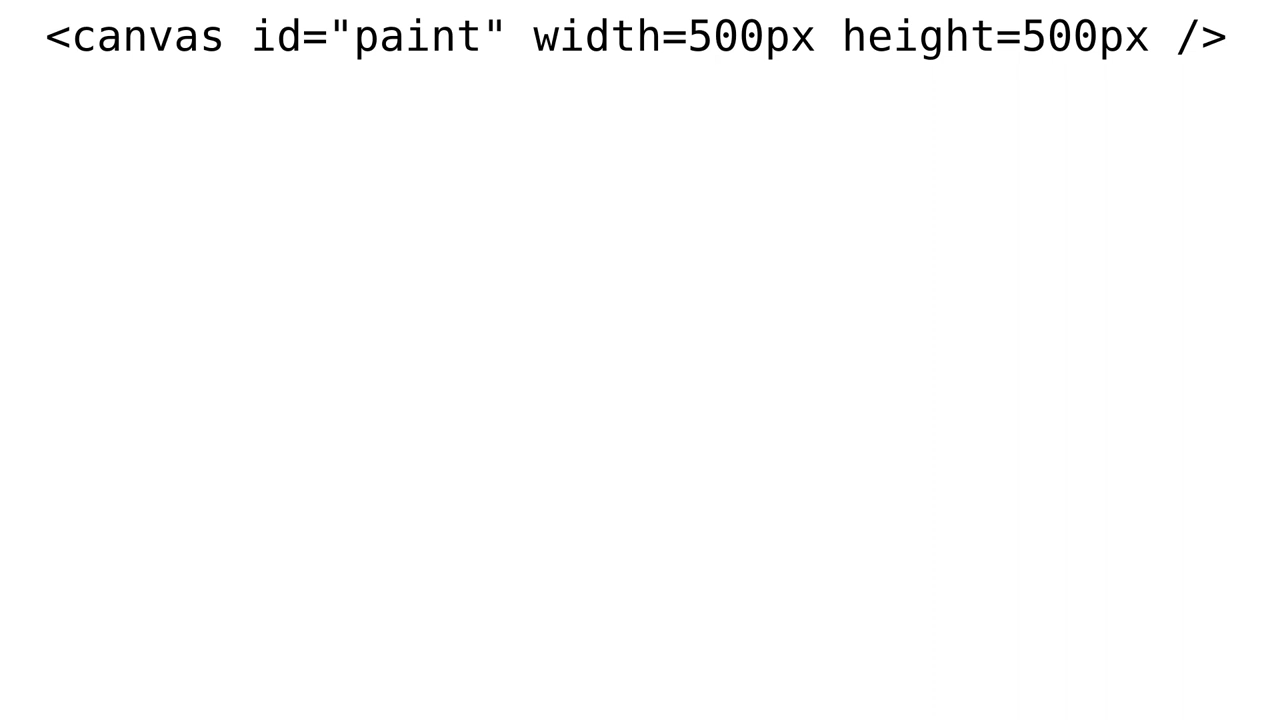 <canvas id="paint" width=500px height=500px />